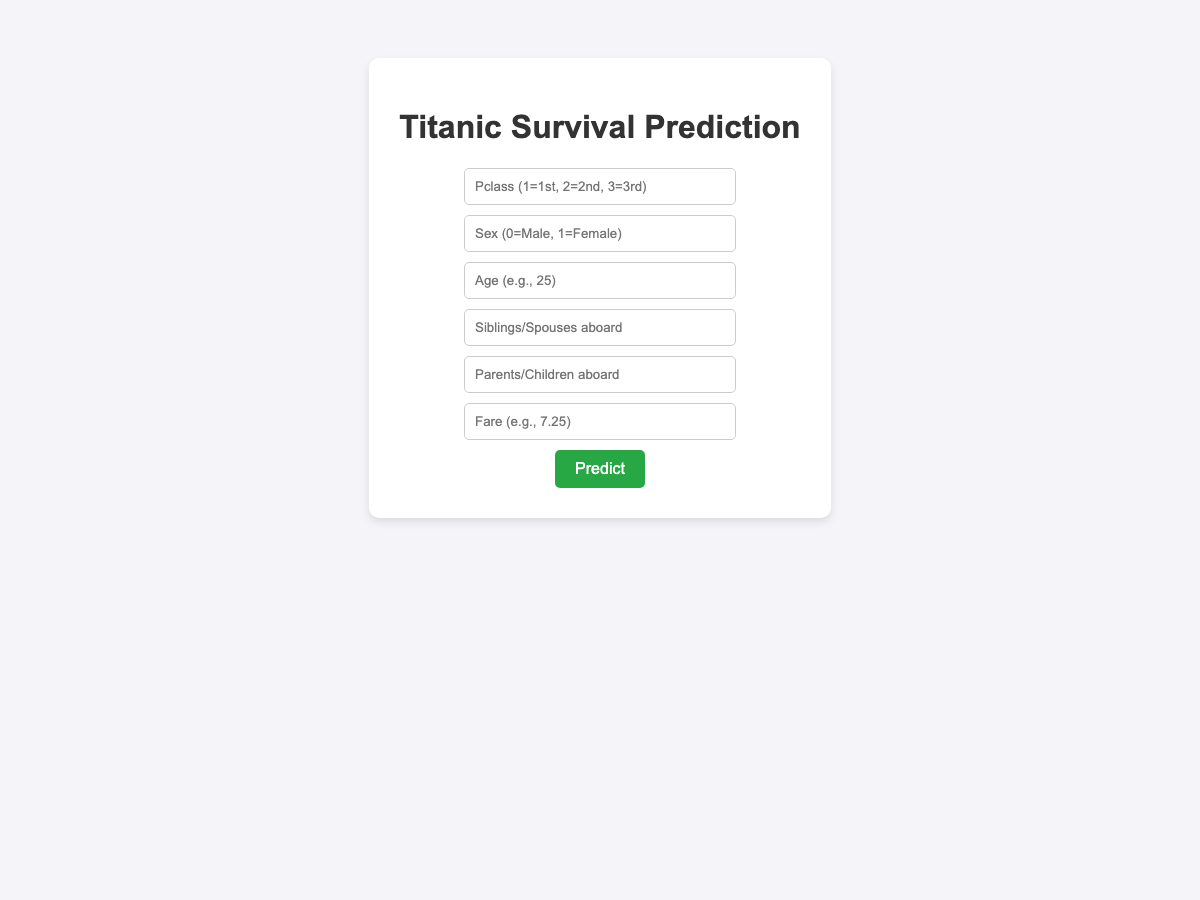 Titanic Survival Prediction
Pclass (1=1st, 2=2nd, 3=3rd)
Sex (0=Male, 1=Female)
Age (e.g., 25)
Siblings/Spouses aboard
Parents/Children aboard
Fare (e.g., 7.25)
Predict